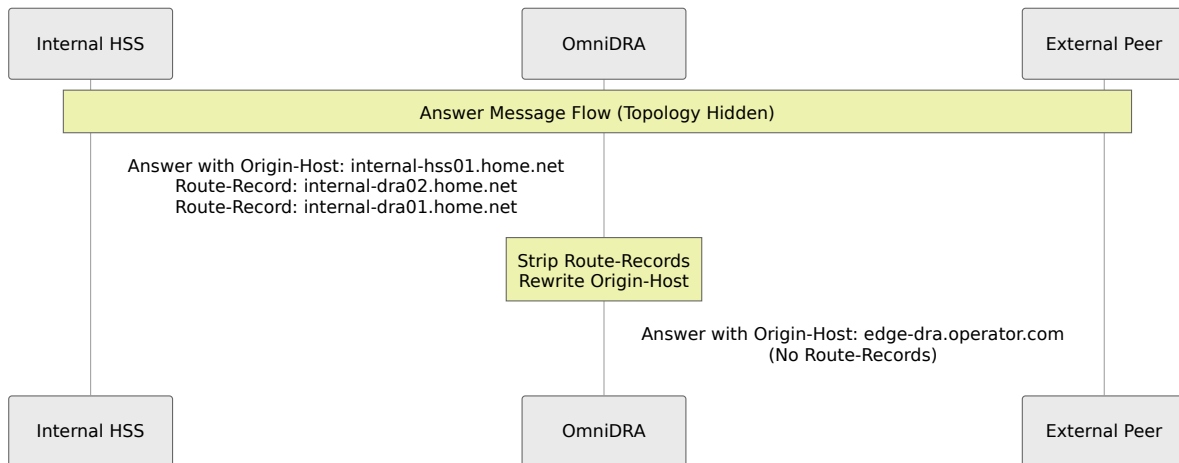 Internal HSS
OmniDRA
External Peer
Answer Message Flow (Topology Hidden)
Answer with Origin-Host: internal-hss01.home.net
Route-Record: internal-dra02.home.net
Route-Record: internal-dra01.home.net
Strip Route-Records
Rewrite Origin-Host
Answer with Origin-Host: edge-dra.operator.com
(No Route-Records)
Internal HSS
OmniDRA
External Peer